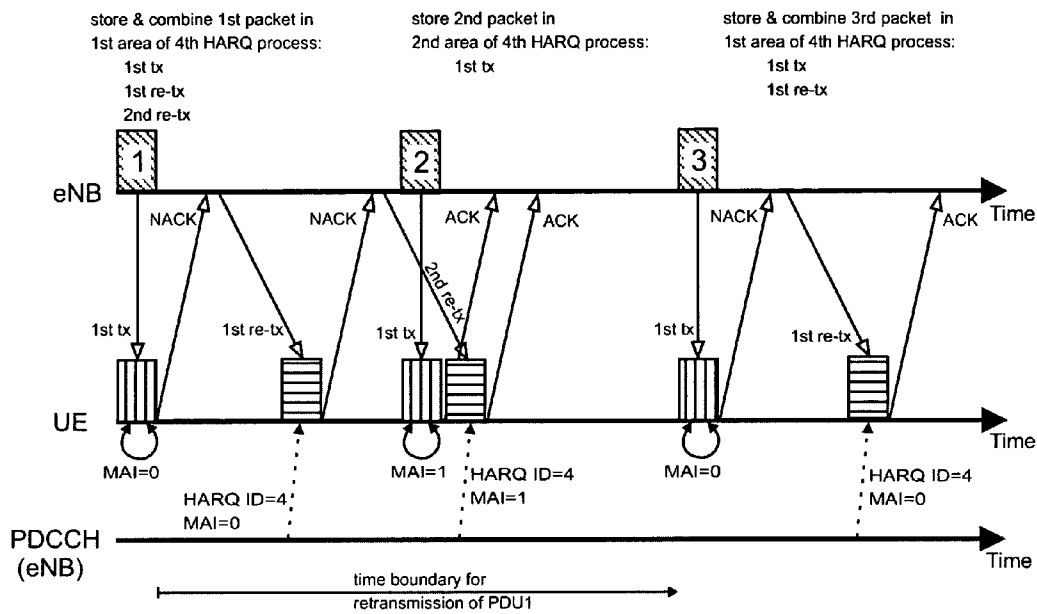 store & combine 1st packet in
1st area of 4th HARQ process:
1st tx
1st re-tx
2nd re-tx
store 2nd packet in
2nd area of 4th HARQ process:
1st tx
store & combine 3rd packet in
1st area of 4th HARQ process:
1st tx
1st re-tx
1
2
3
eNB
Time
NACK
NACK
ACK
ACK
NACK
ACK
2nd re-tx
1st tx
1st re-tx
1st tx
1st tx
1st re-tx
UE
Time
MAI=0
MAI=1
MAI=0
HARQ ID=4
MAI=0
HARQ ID=4
MAI=1
HARQ ID=4
MAI=0
PDCCH
(eNB)
Time
time boundary for
retransmission of PDU1